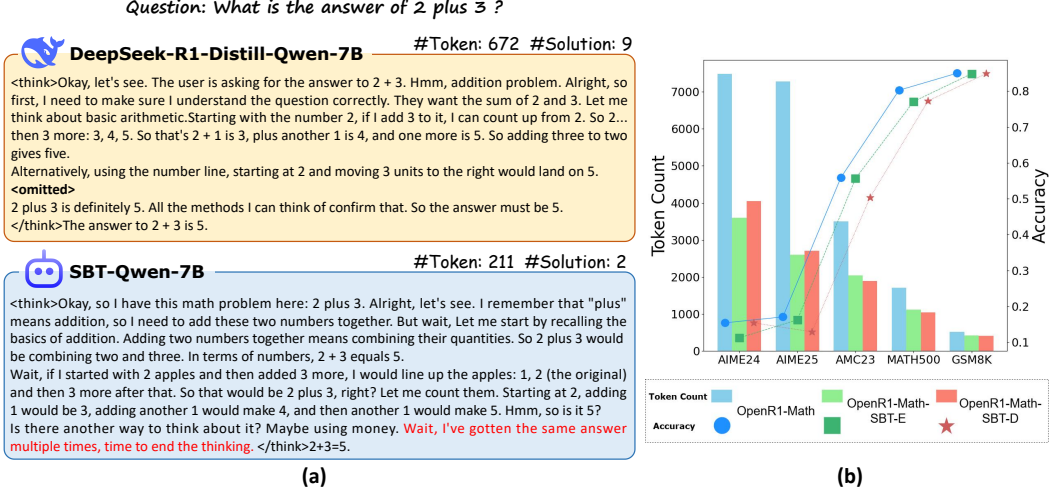 Question: What is the answer of 2 plus 3 ?
DeepSeek-R1-Distill-Qwen-7B
#Token: 672 #Solution: 9
<think>Okay, let's see. The user is asking for the answer to 2 + 3. Hmm, addition problem. Alright, so
first, I need to make sure I understand the question correctly. They want the sum of 2 and 3. Let me
think about basic arithmetic.Starting with the number 2, if I add 3 to it, I can count up from 2. So 2...
then 3 more: 3, 4, 5. So that's 2 + 1 is 3, plus another 1 is 4, and one more is 5. So adding three to two
gives five.
Alternatively, using the number line, starting at 2 and moving 3 units to the right would land on 5.
<omitted>
2 plus 3 is definitely 5. All the methods I can think of confirm that. So the answer must be 5.
</think>The answer to 2 + 3 is 5.
SBT-Qwen-7B
#Token: 211 #Solution: 2
<think>Okay, so I have this math problem here: 2 plus 3. Alright, let's see. I remember that "plus"
means addition, so I need to add these two numbers together. But wait, Let me start by recalling the
basics of addition. Adding two numbers together means combining their quantities. So 2 plus 3 would
be combining two and three. In terms of numbers, 2 + 3 equals 5.
Wait, if I started with 2 apples and then added 3 more, I would line up the apples: 1, 2 (the original)
and then 3 more after that. So that would be 2 plus 3, right? Let me count them. Starting at 2, adding
1 would be 3, adding another 1 would make 4, and then another 1 would make 5. Hmm, so is it 5?
Is there another way to think about it? Maybe using money. Wait, I've gotten the same answer
multiple times, time to end the thinking. </think>2+3=5.
(a)
Token Count
7000
6000
5000
4000
3000
2000
1000
0
0.8
0.7
0.6
0.5
0.4
0.3
0.2
0.1
Accuracy
AIME24 AIME25 AMC23 MATH500 GSM8K
Token Count
Accuracy
OpenR1-Math
OpenR1-Math-
SBT-E
OpenR1-Math-
SBT-D
(b)